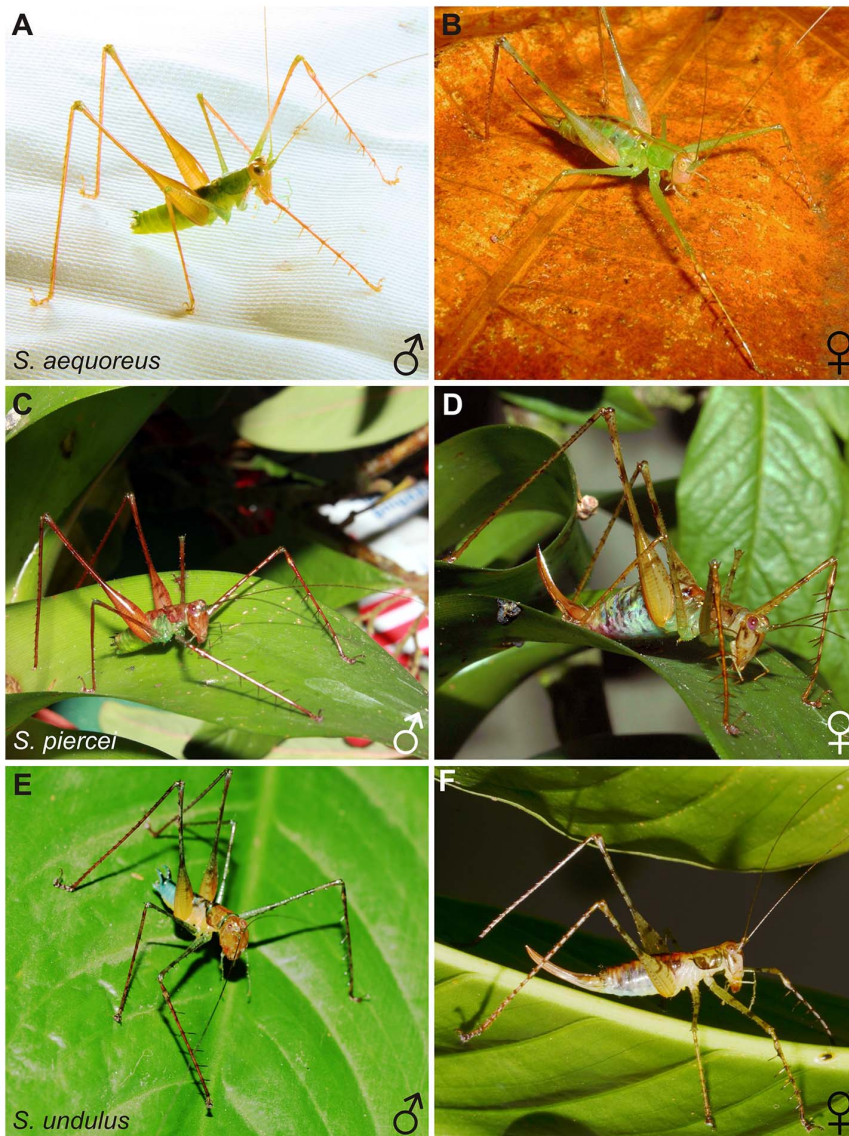 A
B
S. aequoreus
♂
♀
C
D
S. piercei
♂
♀
E
F
S. undulus
♂
♀